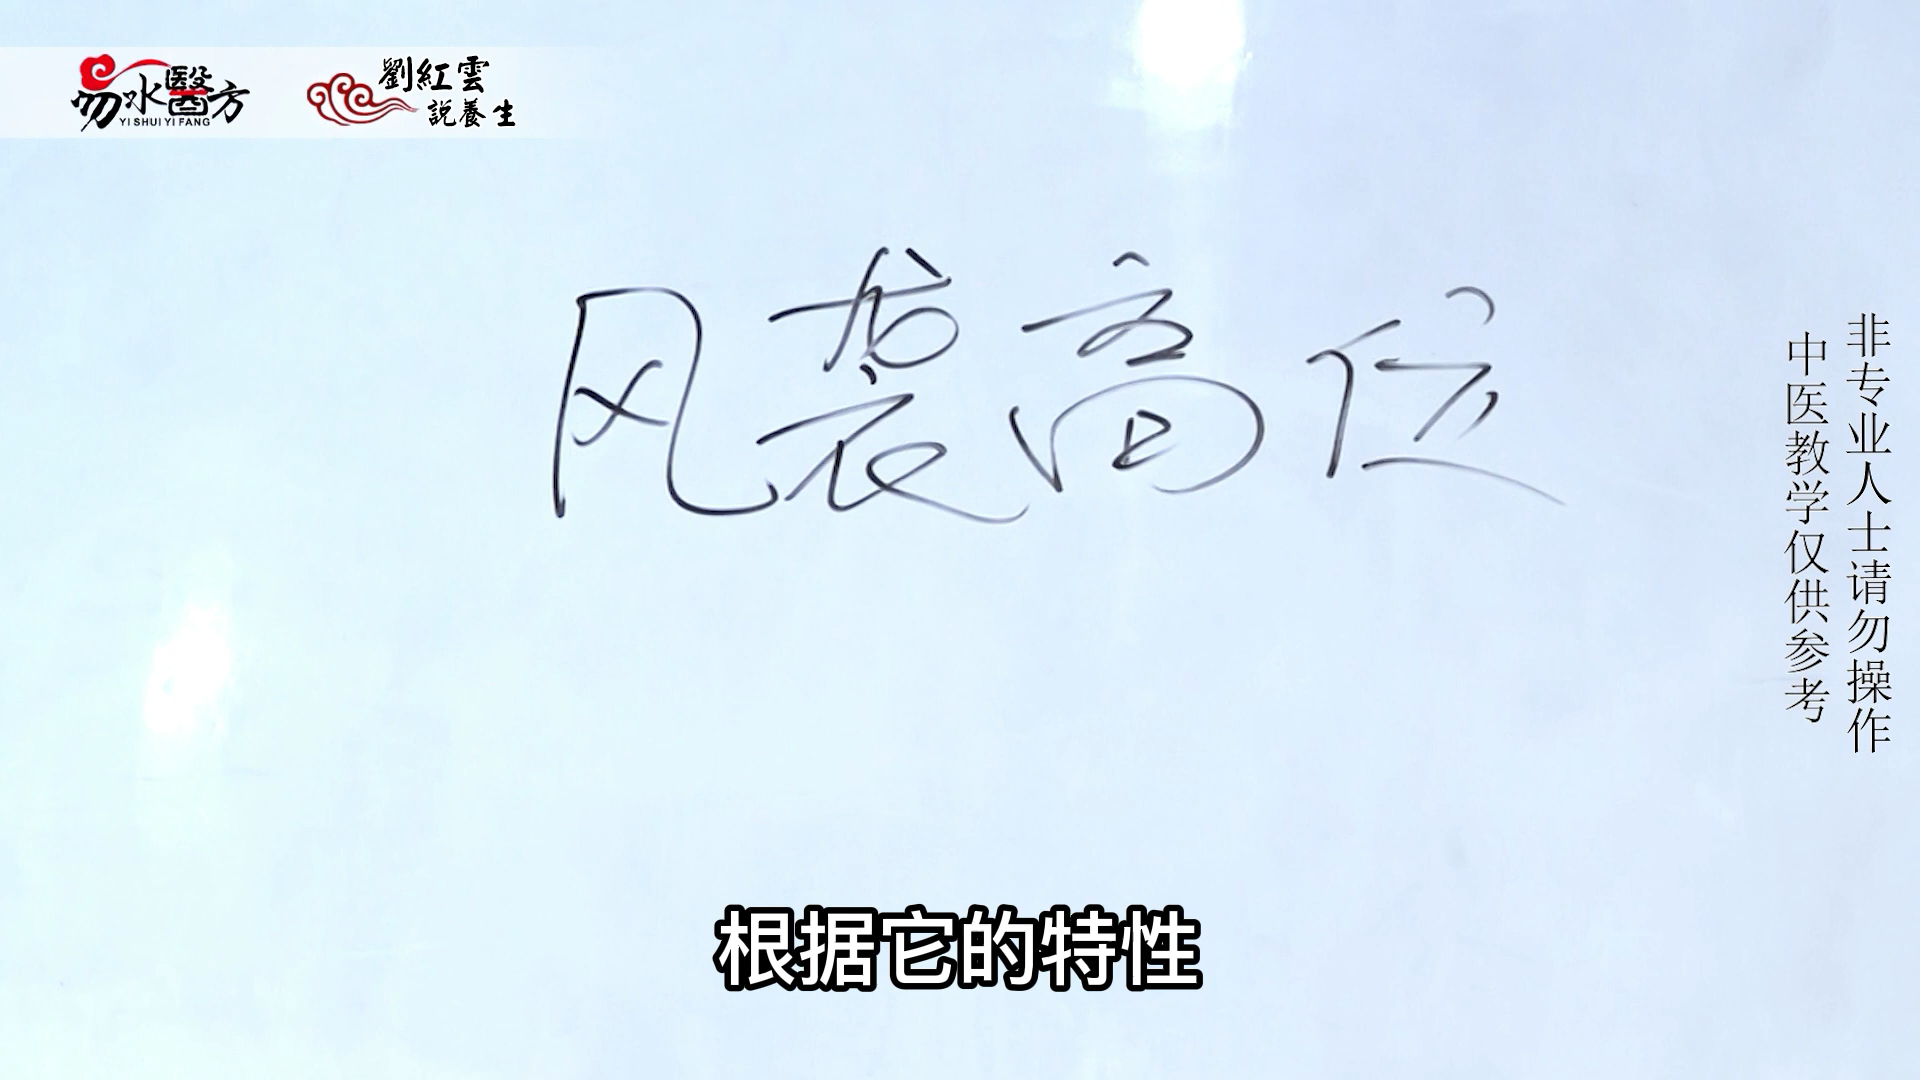 易水醫方
YI SHUI YI FANG
劉紅雲
說養生
风袭高位
非专业人士请勿操作
中医教学仅供参考
根据它的特性